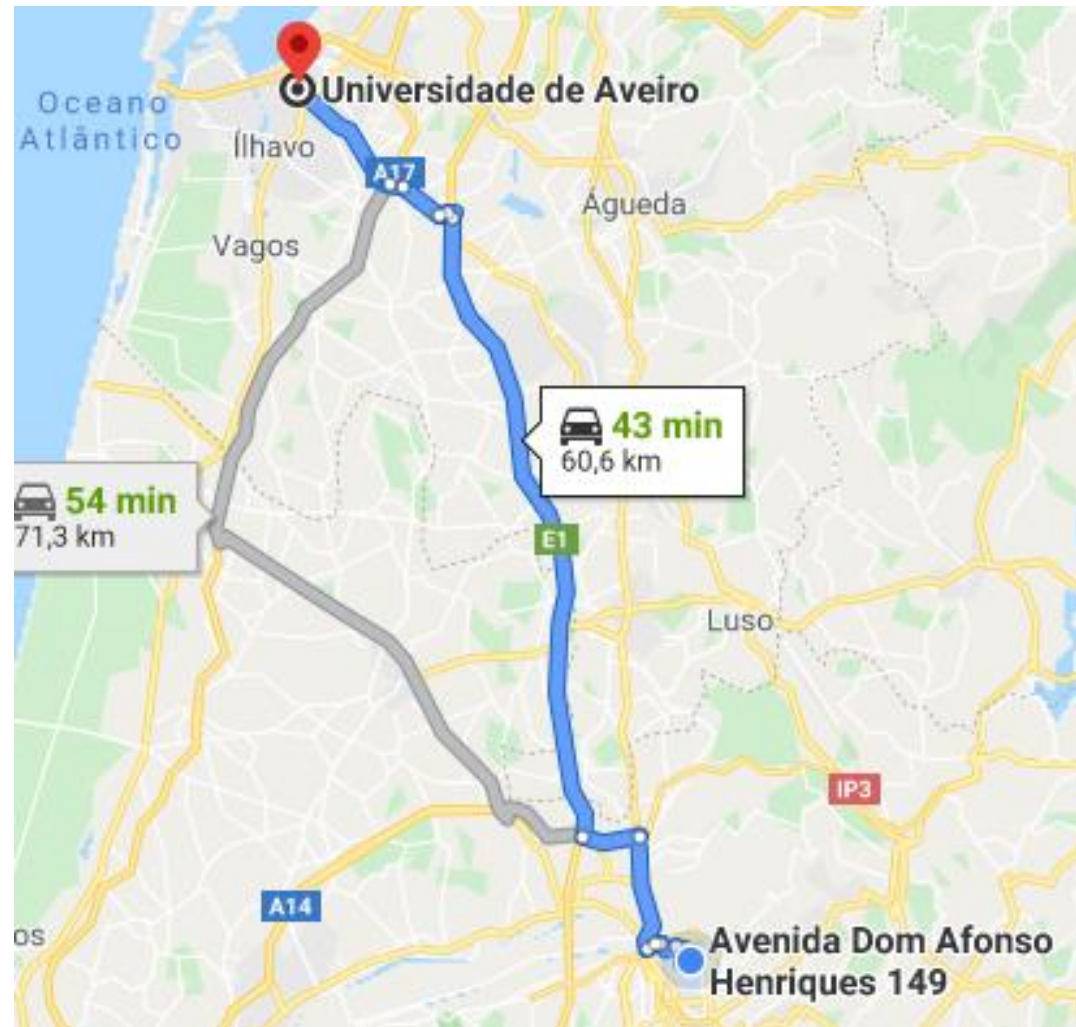 Universidade de Aveiro
Oceano
Atlântico
Ílhavo
A17
Águeda
Vagos
43 min
60,6 km
54 min
71,3 km
E1
Luso
IP3
A14
os
Avenida Dom Afonso
Henriques 149